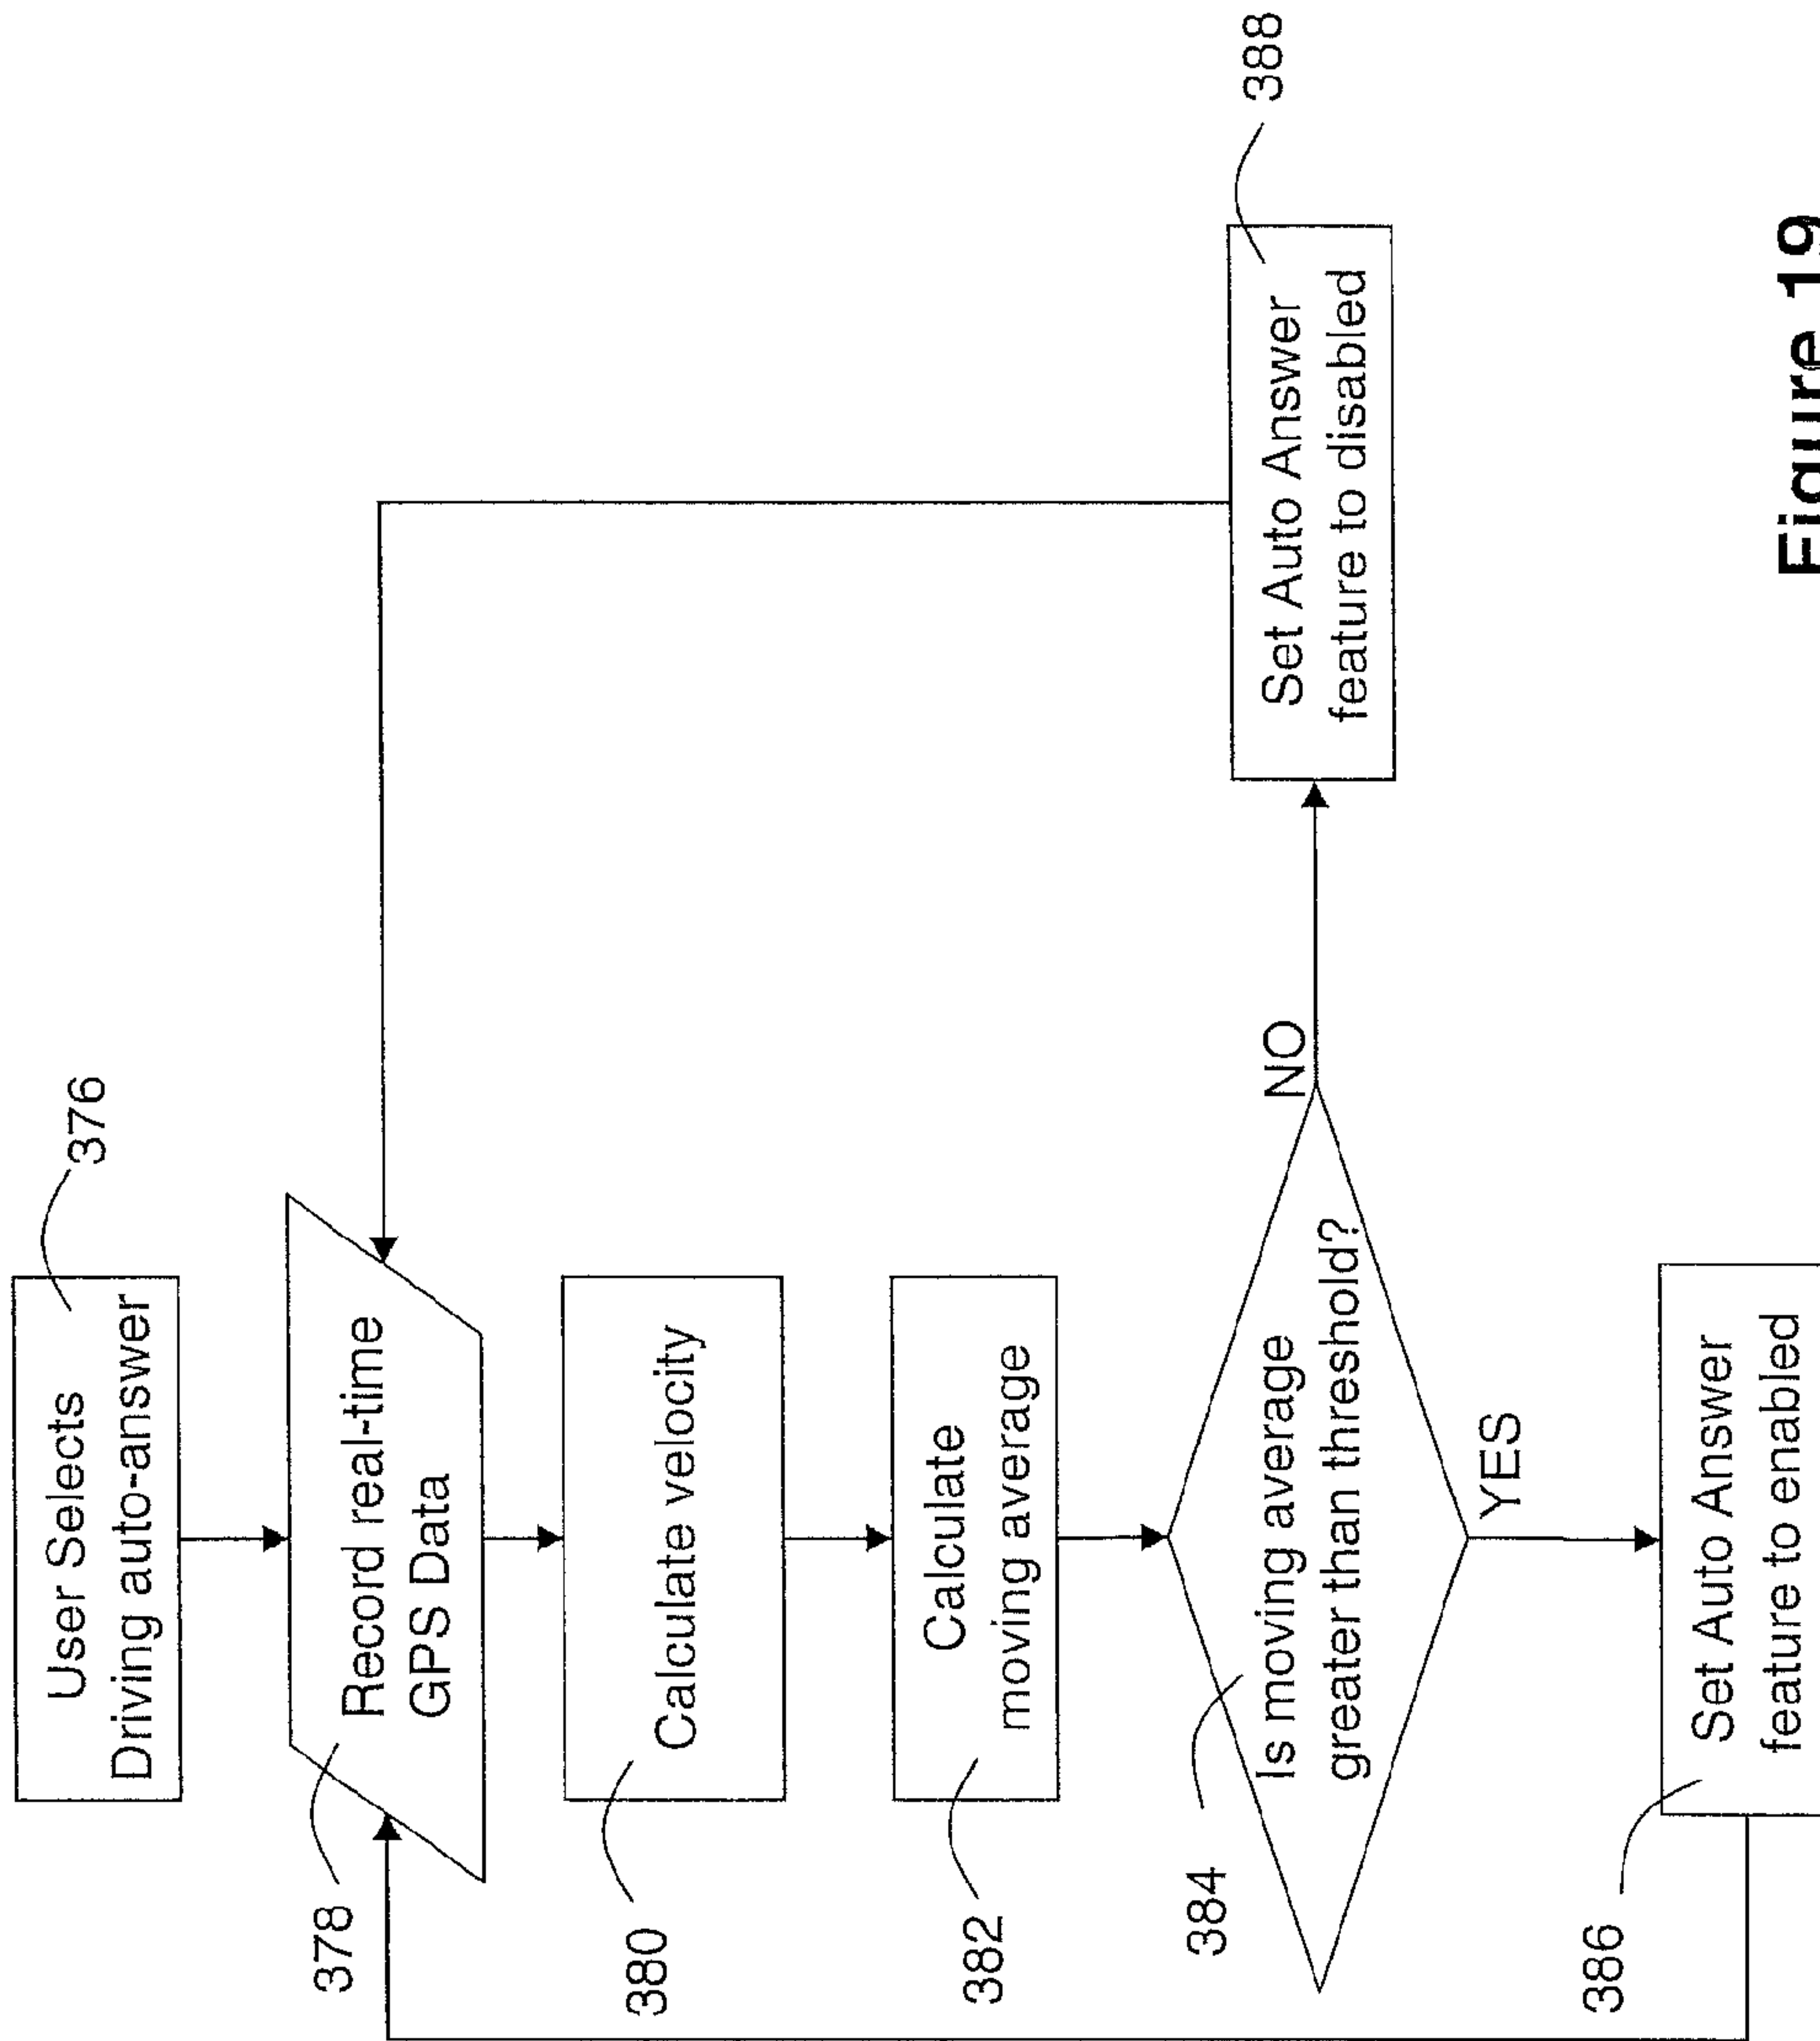 User Selects
Driving auto-answer
376
Record real-time
GPS Data
378
Calculate velocity
380
Calculate
moving average
382
Is moving average
greater than threshold?
384
NO
YES
Set Auto Answer
feature to disabled
388
Set Auto Answer
feature to enabled
386
Figure 19